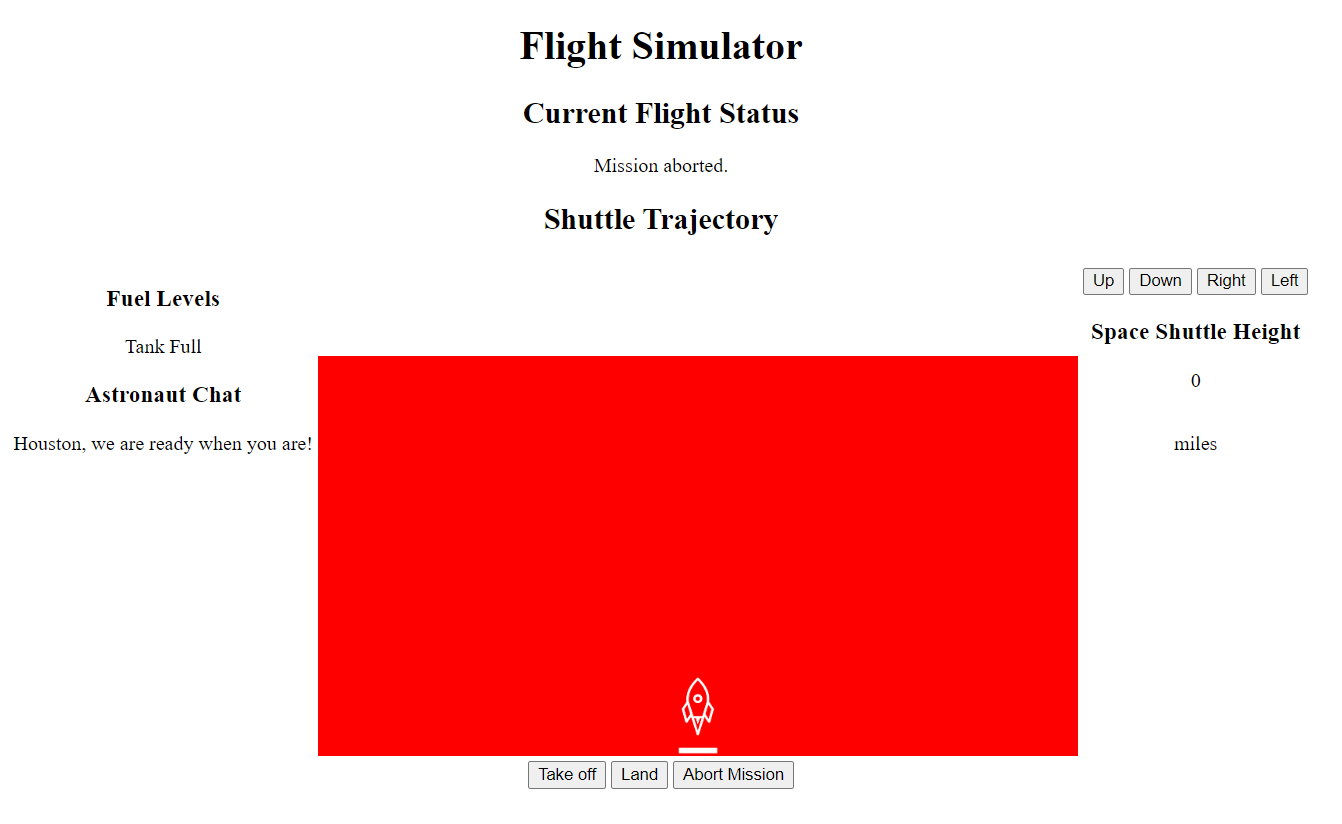 Flight Simulator
Current Flight Status
Mission aborted.
Shuttle Trajectory
Fuel Levels
Tank Full
Astronaut Chat
Houston, we are ready when you are!
Up Down Right Left
Space Shuttle Height
0
miles
Take off Land Abort Mission